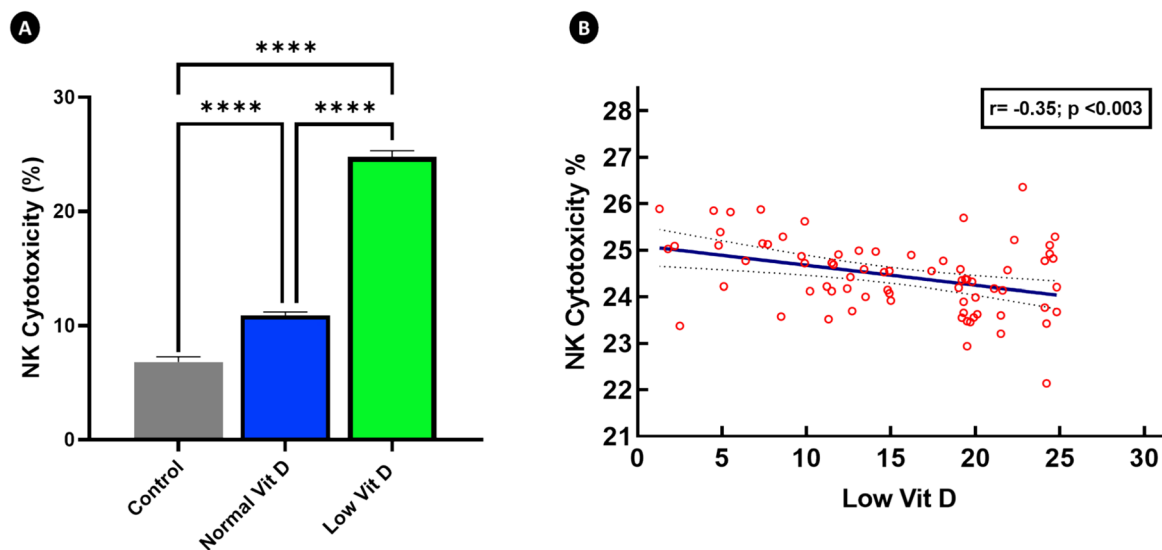 A
****
****
****
30
20
10
0
NK Cytotoxicity (%)
Control
Normal Vit D
Low Vit D
B
r= -0.35; p <0.003
28
27
26
25
24
23
22
21
NK Cytotoxicity %
0 5 10 15 20 25 30
Low Vit D